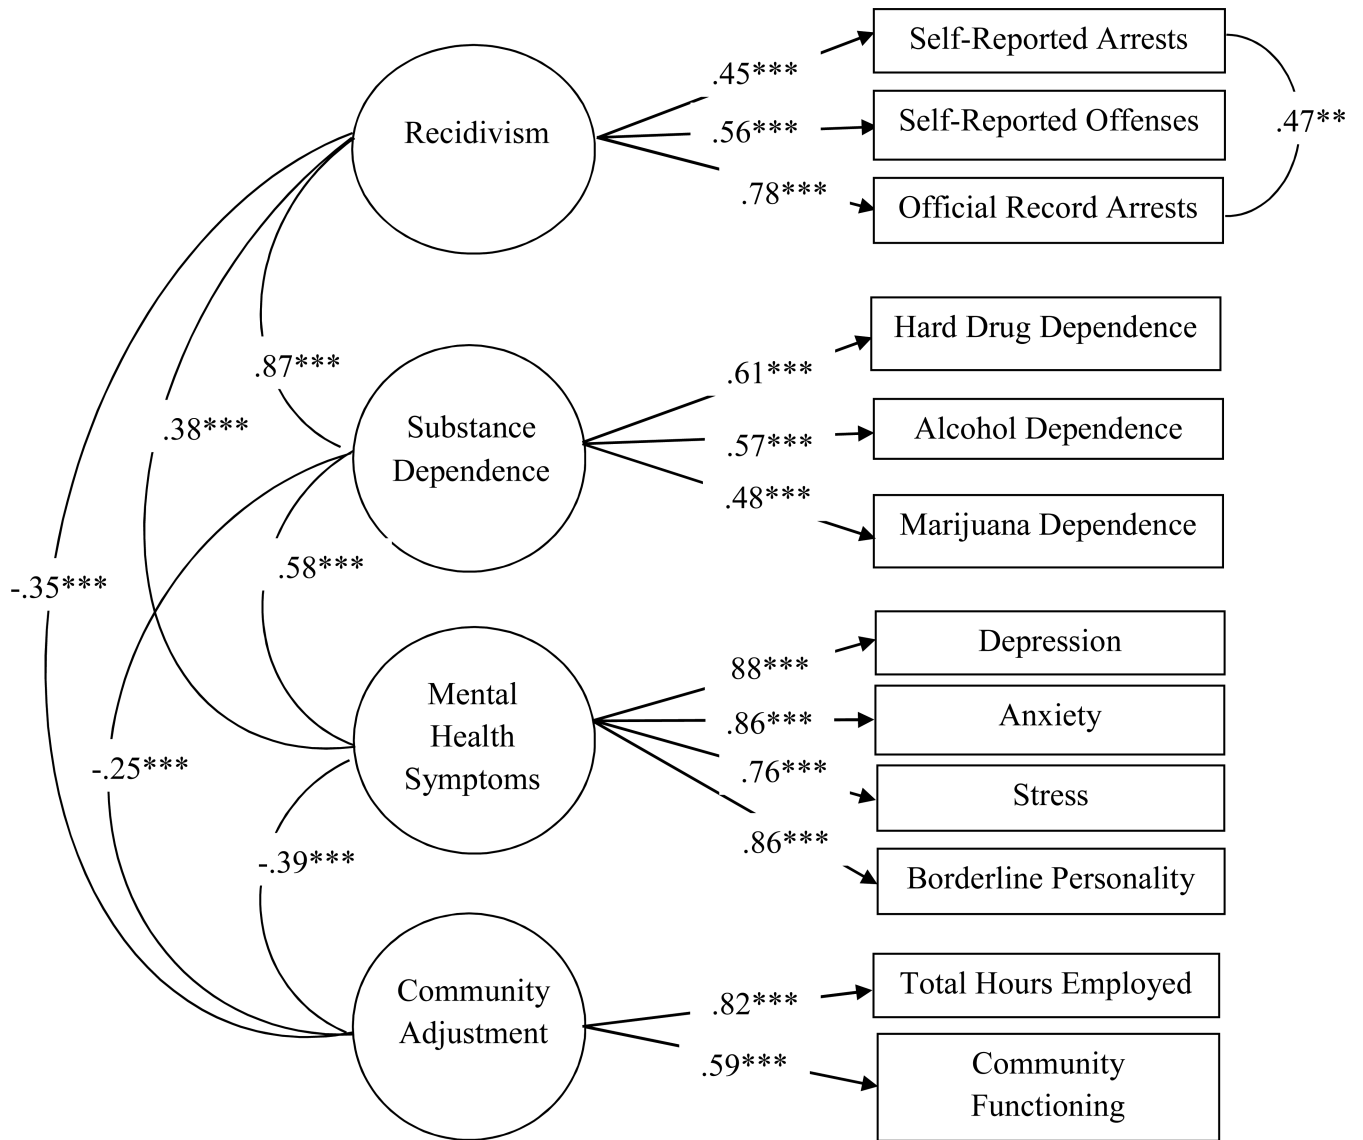 Self-Reported Arrests
.45***
Recidivism
Self-Reported Offenses
.47**
.56***
.78***
Official Record Arrests
Hard Drug Dependence
.87***
.61***
.38***
Substance
Dependence
Alcohol Dependence
.57***
.48***
Marijuana Dependence
.58***
-.35***
Depression
88***
Mental
Health
Symptoms
Anxiety
.86***
-.25***
.76***
Stress
.86***
-.39***
Borderline Personality
Total Hours Employed
Community
Adjustment
.82***
.59***
Community
Functioning